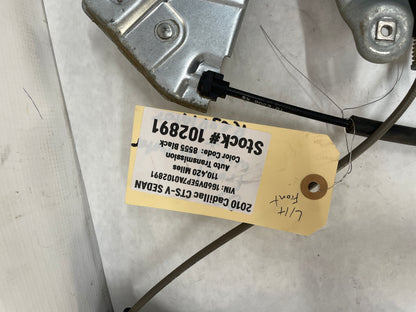 2010 Cadillac CTS-V SEDAN
VIN: 1G6DV5EP7A0102891
110,420 Miles
Auto Transmission
Color Code: 8555 Black
Stock# 102891
L/H
Front